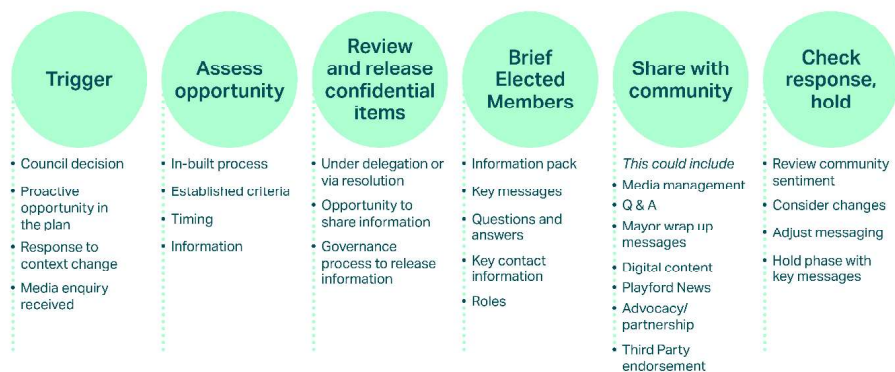 Trigger
• Council decision
• Proactive
opportunity in
the plan
• Response to
context change
• Media enquiry
received
Assess
opportunity
• In-built process
• Established criteria
• Timing
• Information
Review
and release
confidential
items
• Under delegation or
via resolution
• Opportunity to
share information
• Governance
process to release
information
Brief
Elected
Members
• Information pack
• Key messages
• Questions and
answers
• Key contact
information
• Roles
Share with
community
This could include
• Media management
• Q & A
• Mayor wrap up
messages
• Digital content
• Playford News
• Advocacy/
partnership
• Third Party
endorsement
Check
response,
hold
• Review community
sentiment
• Consider changes
• Adjust messaging
• Hold phase with
key messages